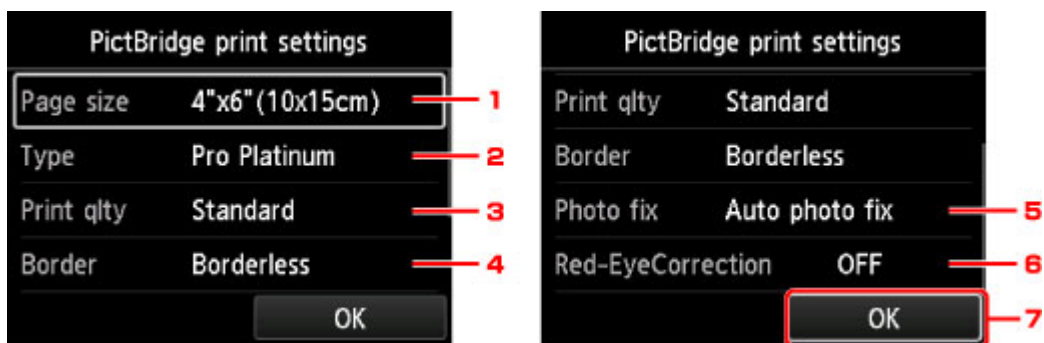 PictBridge print settings
Page size 4"x6"(10x15cm) 1
Type Pro Platinum 2
Print qlty Standard 3
Border Borderless 4
OK
PictBridge print settings
Print qlty Standard
Border Borderless
Photo fix Auto photo fix 5
Red-EyeCorrection OFF 6
OK 7